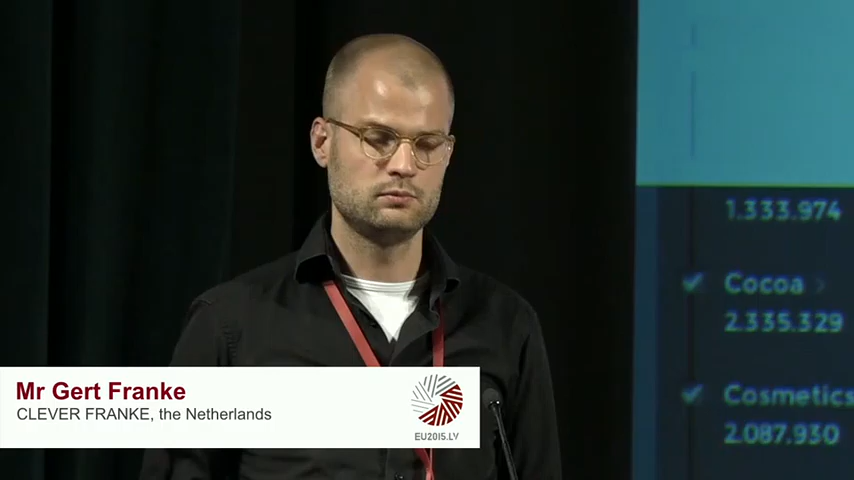 1.333.974
Cocoa
2.335.329
Cosmetics
2.087.930
Mr Gert Franke
CLEVER FRANKE, the Netherlands
EU2015.LV